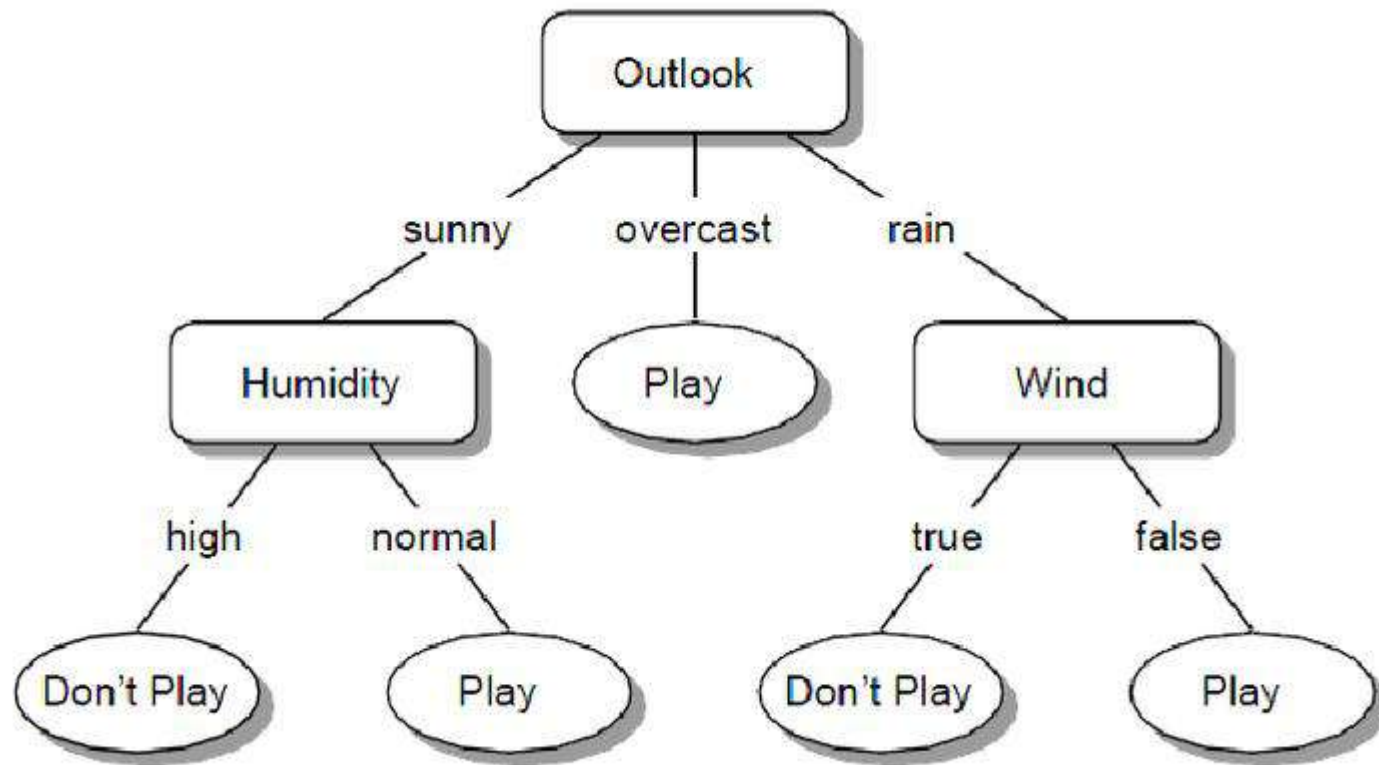 Outlook
sunny overcast rain
Humidity Play Wind
high normal true false
Don't Play Play Don't Play Play